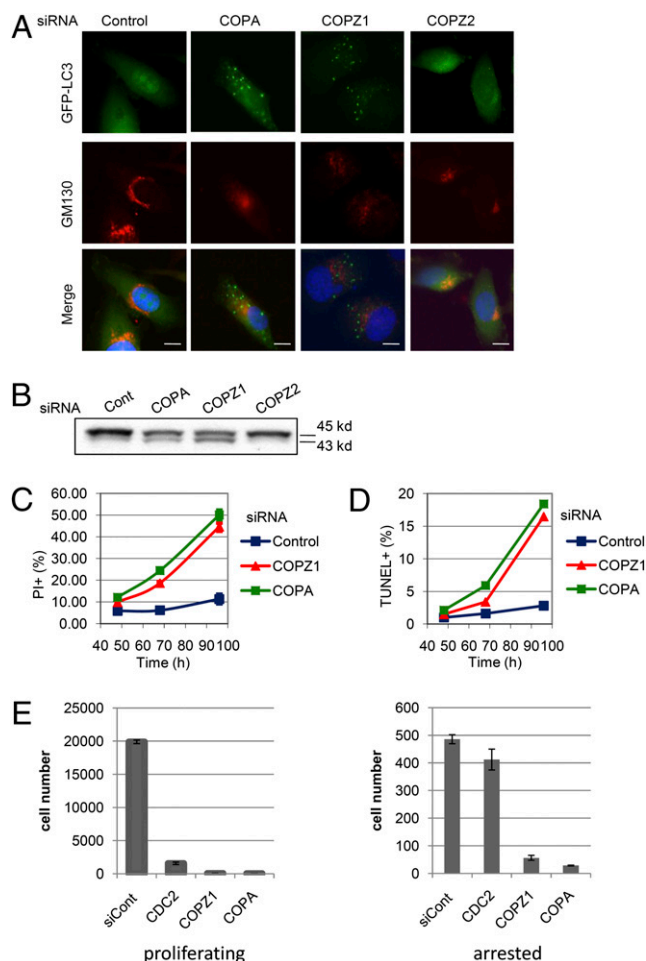 A
siRNA Control COPA COPZ1 COPZ2
GFP-LC3
GM130
Merge
B
siRNA Cont COPA COPZ1 COPZ2
45 kd
43 kd
C
60.00
50.00
40.00
30.00
20.00
10.00
0.00
PI+ (%)
40 50 60 70 80 90 100
Time (h)
siRNA
Control
COPZ1
COPA
D
20
15
10
5
0
TUNEL+ (%)
40 50 60 70 80 90 100
Time (h)
siRNA
Control
COPZ1
COPA
E
25000
20000
15000
10000
5000
0
cell number
siCont CDC2 COPZ1 COPA
proliferating
600
500
400
300
200
100
0
cell number
siCont CDC2 COPZ1 COPA
arrested